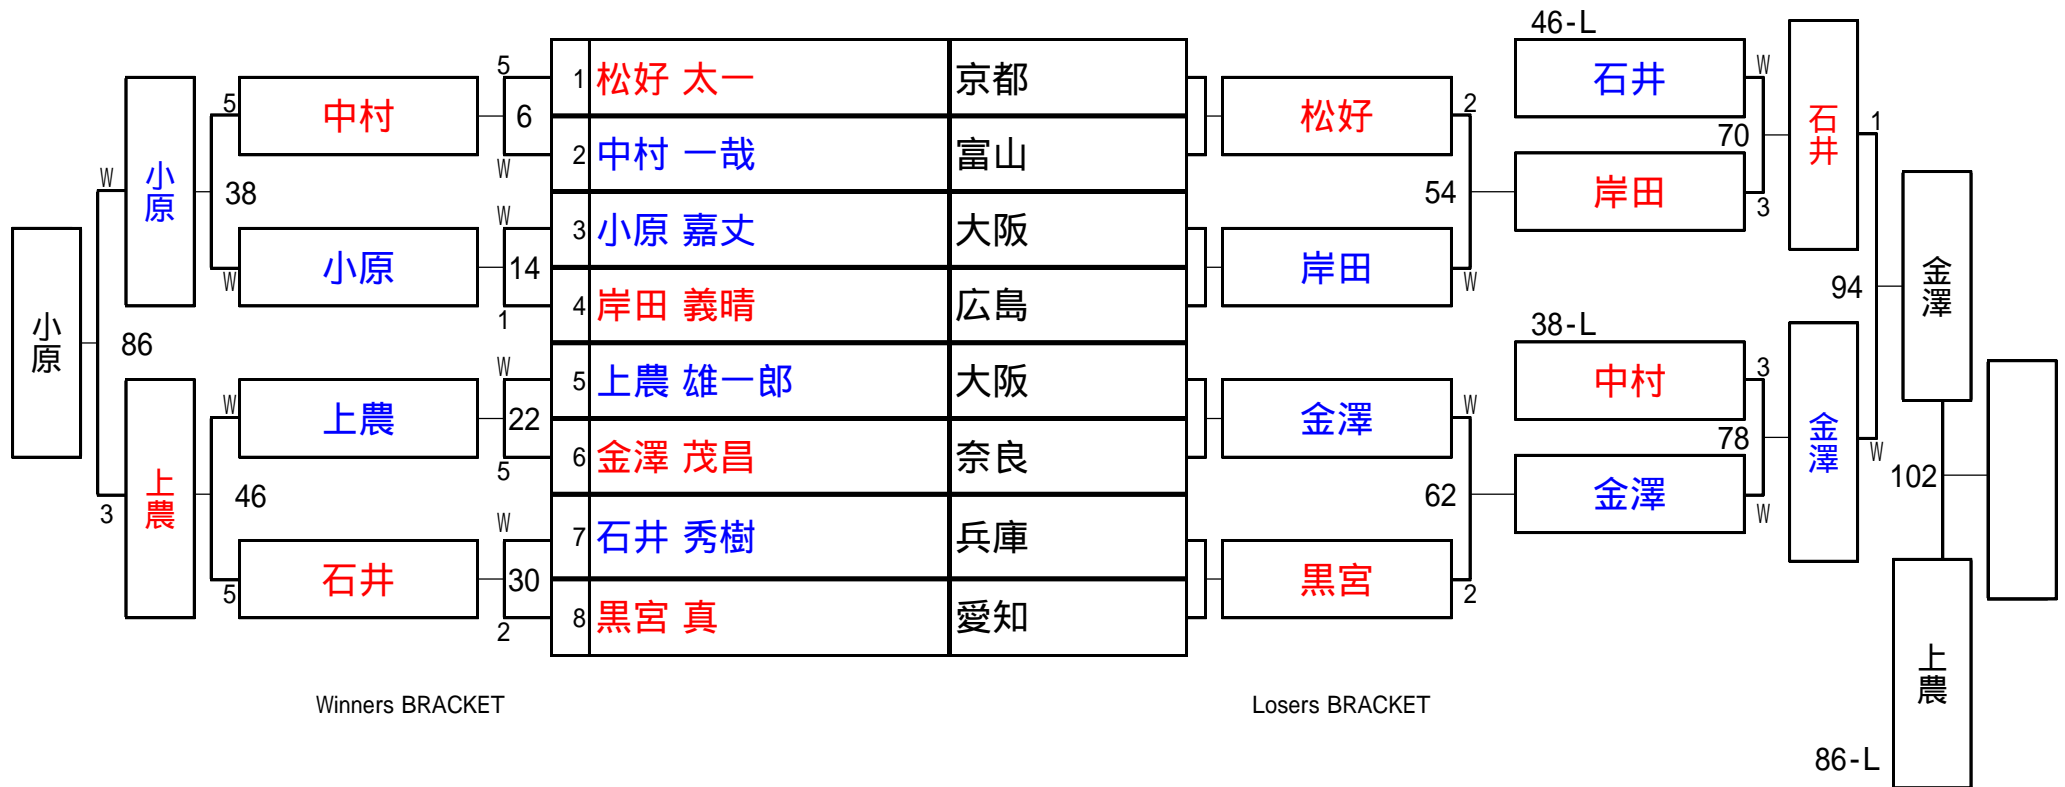 46-L
5
1 松好 太一 京都
W
中村
5
6
松好
2
石井
石井
1
小原
W
2 中村 一哉 富山
W
70
38
54
岸田
3
W
3 小原 嘉丈 大阪
W
小原
14
岸田
W
金澤
94
小原
4 岸田 義晴 広島
1
86
38-L
W
5 上農 雄一郎 大阪
W
上農
22
金澤
W
中村
3
金澤
W
6 金澤 茂昌 奈良
5
78
上農
3
46
62
金澤
W
102
W
7 石井 秀樹 兵庫
石井
5
30
黒宮
2
8 黒宮 真 愛知
2
上農
Winners BRACKET
Losers BRACKET
86-L